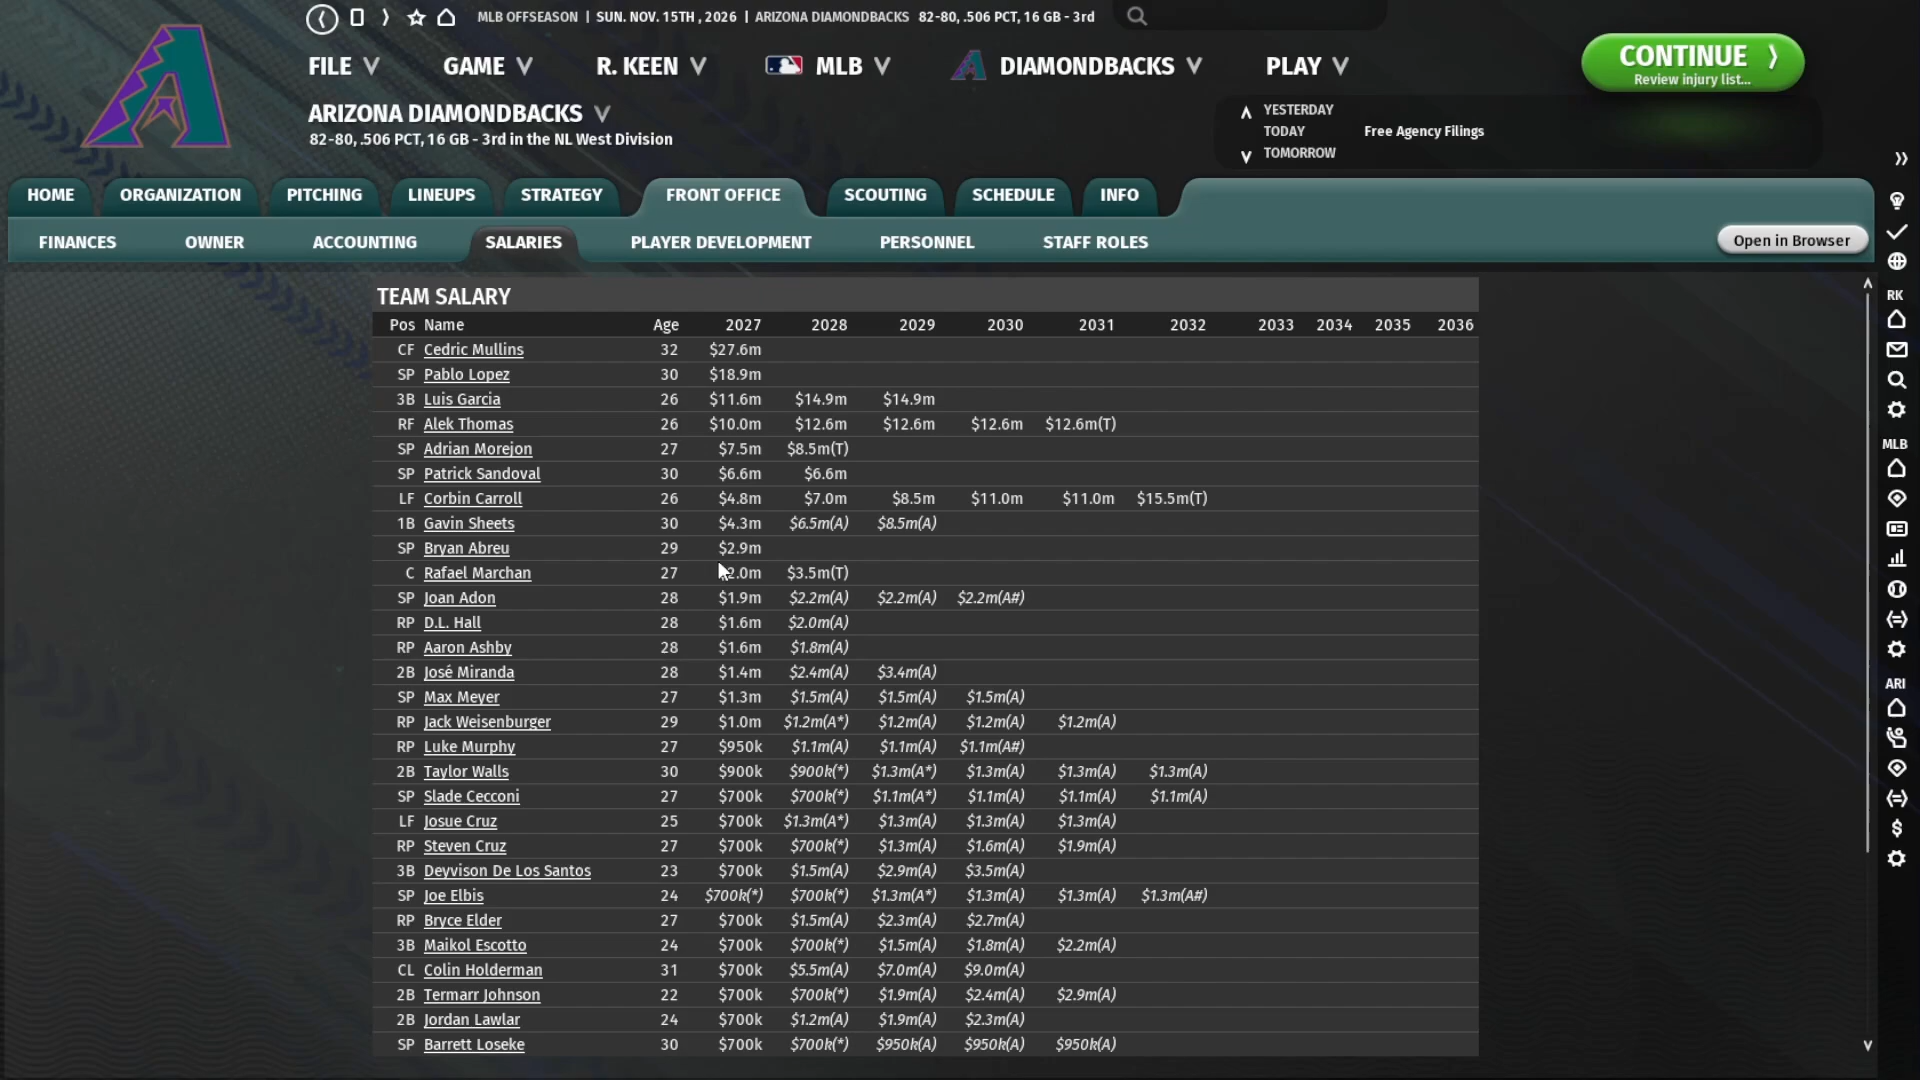 MLB OFFSEASON | SUN. NOV. 15TH , 2026 | ARIZONA DIAMONDBACKS 82-80, .506 PCT, 16 GB - 3rd
FILE GAME R. KEEN MLB DIAMONDBACKS PLAY
CONTINUE
Review injury list...
ARIZONA DIAMONDBACKS
82-80, .506 PCT, 16 GB - 3rd in the NL West Division
YESTERDAY
TODAY Free Agency Filings
TOMORROW
HOME ORGANIZATION PITCHING LINEUPS STRATEGY FRONT OFFICE SCOUTING SCHEDULE INFO
FINANCES OWNER ACCOUNTING SALARIES PLAYER DEVELOPMENT PERSONNEL STAFF ROLES Open in Browser
TEAM SALARY
Pos Name Age 2027 2028 2029 2030 2031 2032 2033 2034 2035 2036
CF Cedric Mullins 32 $27.6m
SP Pablo Lopez 30 $18.9m
3B Luis Garcia 26 $11.6m $14.9m $14.9m
RF Alek Thomas 26 $10.0m $12.6m $12.6m $12.6m $12.6m(T)
SP Adrian Morejon 27 $7.5m $8.5m(T)
SP Patrick Sandoval 30 $6.6m $6.6m
LF Corbin Carroll 26 $4.8m $7.0m $8.5m $11.0m $11.0m $15.5m(T)
1B Gavin Sheets 30 $4.3m $6.5m(A) $8.5m(A)
SP Bryan Abreu 29 $2.9m
C Rafael Marchan 27 2.0m $3.5m(T)
SP Joan Adon 28 $1.9m $2.2m(A) $2.2m(A) $2.2m(A#)
RP D.L. Hall 28 $1.6m $2.0m(A)
RP Aaron Ashby 28 $1.6m $1.8m(A)
2B José Miranda 28 $1.4m $2.4m(A) $3.4m(A)
SP Max Meyer 27 $1.3m $1.5m(A) $1.5m(A) $1.5m(A)
RP Jack Weisenburger 29 $1.0m $1.2m(A*) $1.2m(A) $1.2m(A) $1.2m(A)
RP Luke Murphy 27 $950k $1.1m(A) $1.1m(A) $1.1m(A#)
2B Taylor Walls 30 $900k $900k(*) $1.3m(A*) $1.3m(A) $1.3m(A) $1.3m(A)
SP Slade Cecconi 27 $700k $700k(*) $1.1m(A*) $1.1m(A) $1.1m(A) $1.1m(A)
LF Josue Cruz 25 $700k $1.3m(A*) $1.3m(A) $1.3m(A) $1.3m(A)
RP Steven Cruz 27 $700k $700k(*) $1.3m(A) $1.6m(A) $1.9m(A)
3B Deyvison De Los Santos 23 $700k $1.5m(A) $2.9m(A) $3.5m(A)
SP Joe Elbis 24 $700k(*) $700k(*) $1.3m(A*) $1.3m(A) $1.3m(A) $1.3m(A#)
RP Bryce Elder 27 $700k $1.5m(A) $2.3m(A) $2.7m(A)
3B Maikol Escotto 24 $700k $700k(*) $1.5m(A) $1.8m(A) $2.2m(A)
CL Colin Holderman 31 $700k $5.5m(A) $7.0m(A) $9.0m(A)
2B Termarr Johnson 22 $700k $700k(*) $1.9m(A) $2.4m(A) $2.9m(A)
2B Jordan Lawlar 24 $700k $1.2m(A) $1.9m(A) $2.3m(A)
SP Barrett Loseke 30 $700k $700k(*) $950k(A) $950k(A) $950k(A)
RK
MLB
ARI